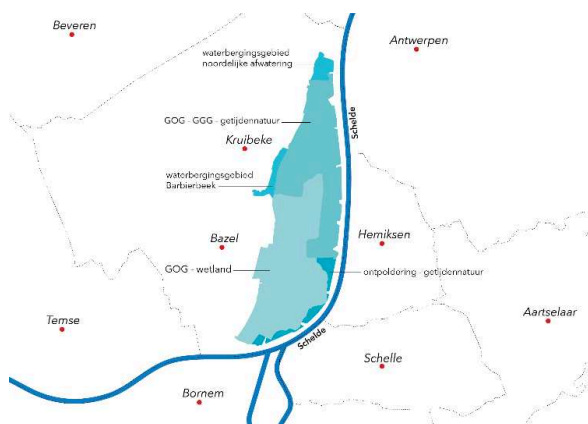 Beveren
Antwerpen
waterbergingsgebied
noordelijke afwatering
Schelde
GOG - GGG - getijdennatuur
Kruibeke
waterbergingsgebied
Barbierbeek
Bazel
Hemiksen
GOG - wetland
ontpoldering - getijdennatuur
Temse
Aartselaar
Schelde
Schelle
Bornem